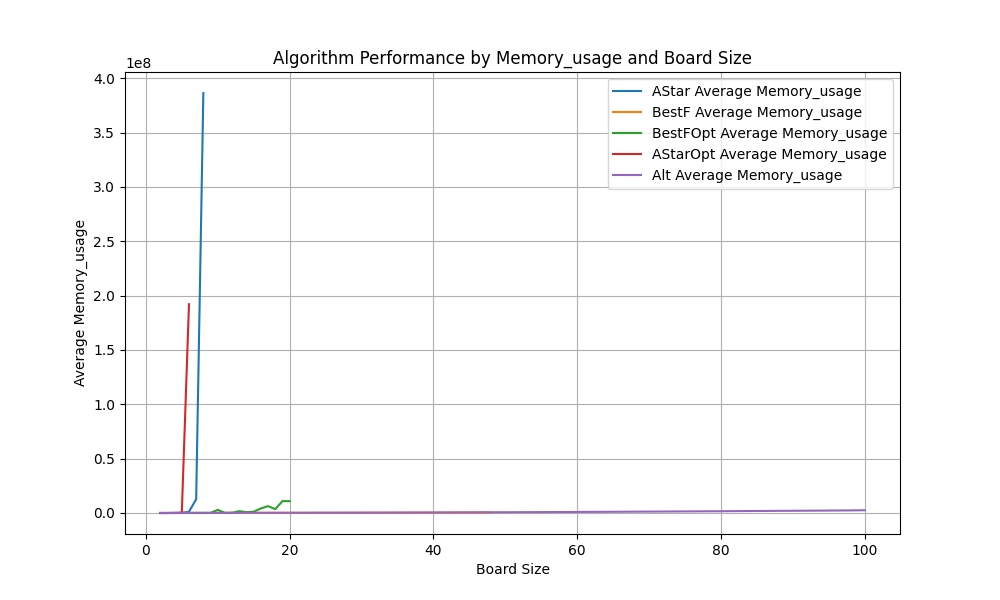 Algorithm Performance by Memory_usage and Board Size
1e8
4.0
3.5
3.0
2.5
2.0
1.5
1.0
0.5
0.0
Average Memory_usage
AStar Average Memory_usage
BestF Average Memory_usage
BestFOpt Average Memory_usage
AStarOpt Average Memory_usage
Alt Average Memory_usage
0 20 40 60 80 100
Board Size